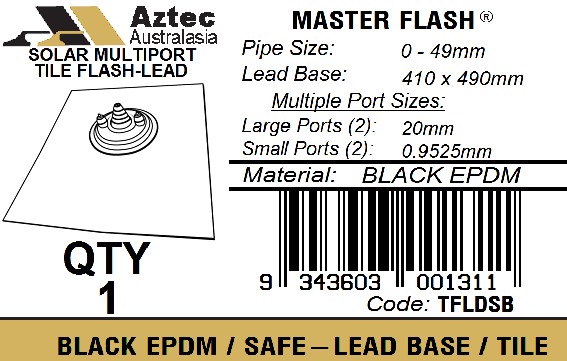 Aztec
Australasia
SOLAR MULTIPORT
TILE FLASH-LEAD
QTY
1
MASTER FLASH®
Pipe Size: 0 - 49mm
Lead Base: 410 x 490mm
Multiple Port Sizes:
Large Ports (2): 20mm
Small Ports (2): 0.9525mm
Material: BLACK EPDM
9 343603 001311
Code: TFLDSB
BLACK EPDM / SAFE–LEAD BASE / TILE